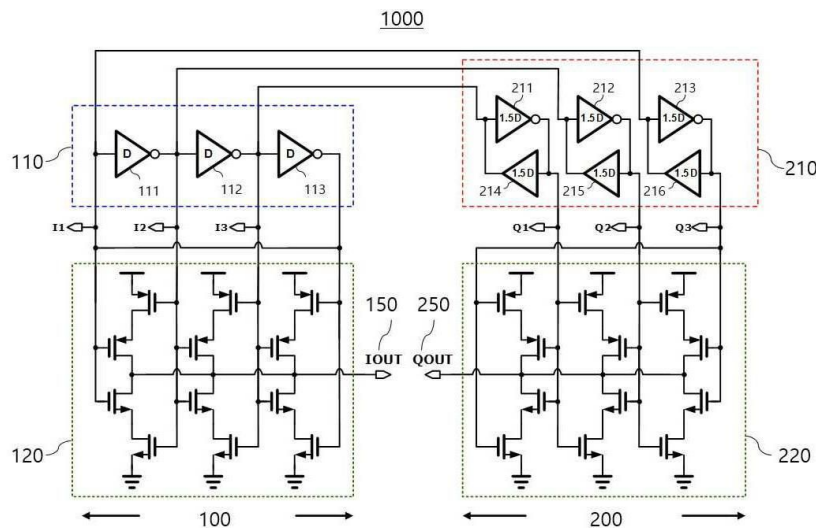 1000
211 212 213
1.5D 1.5D 1.5D
110 D D D
111 112 113
1.5D 1.5D 1.5D
214 215 216 210
I1 I2 I3 Q1 Q2 Q3
150 250
IOUT QOUT
120 220
100 200